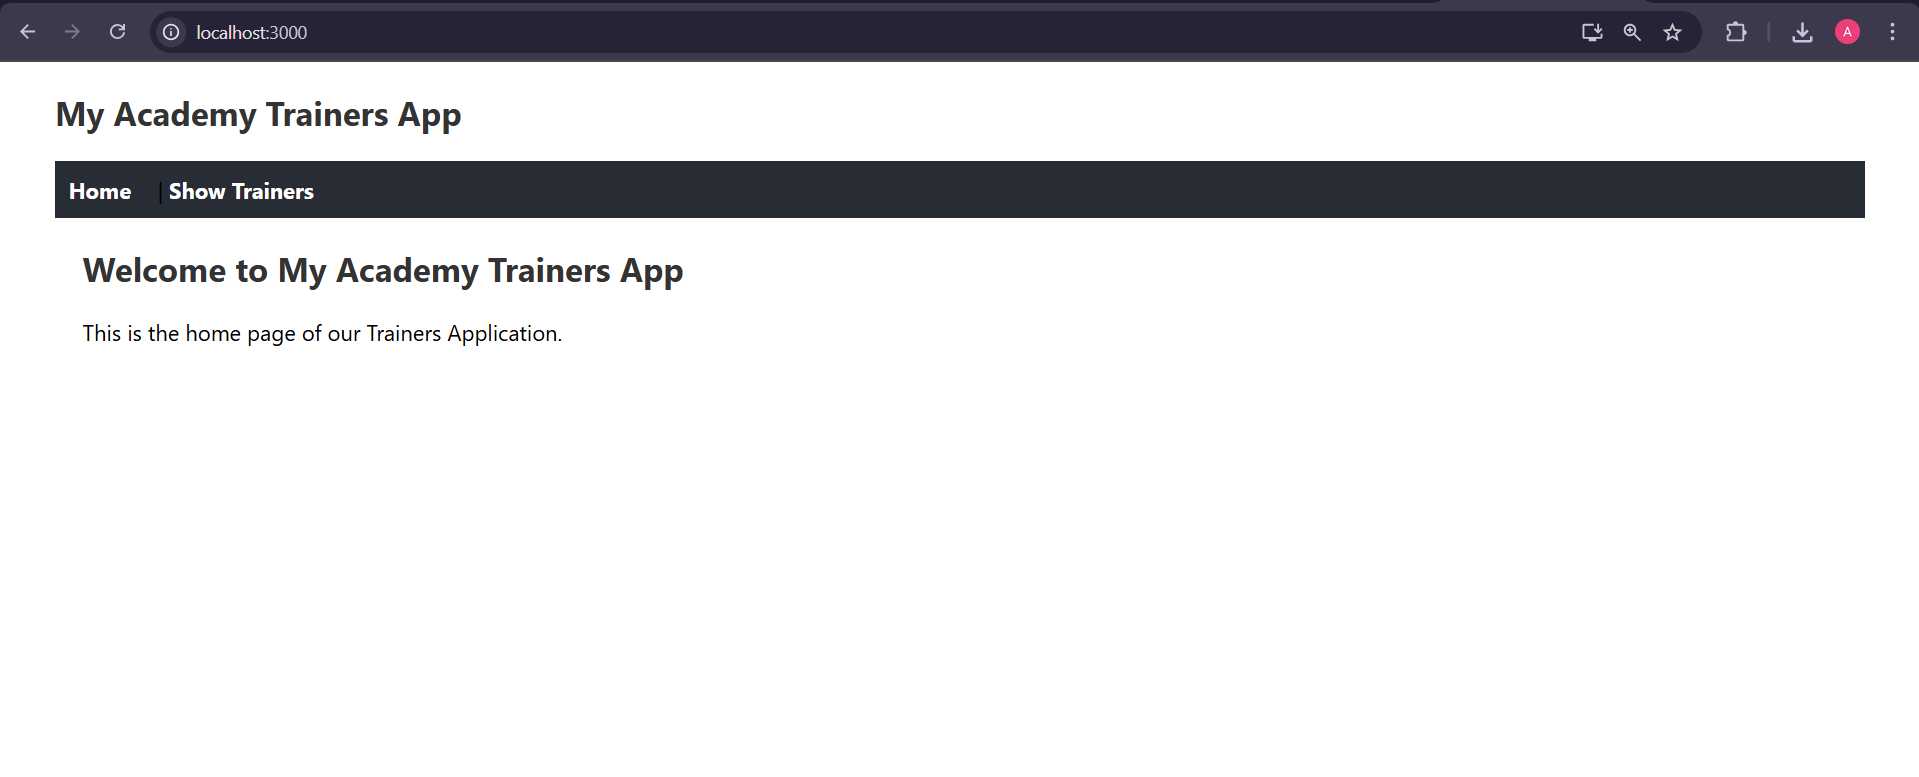 localhost:3000
A
My Academy Trainers App
Home | Show Trainers
Welcome to My Academy Trainers App
This is the home page of our Trainers Application.